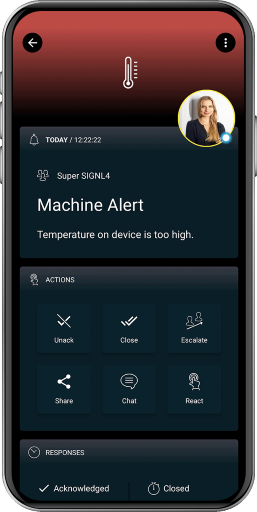 TODAY / 12:22:22
Super SIGNL4
Machine Alert
Temperature on device is too high.
ACTIONS
Unack Close Escalate
Share Chat React
RESPONSES
Acknowledged Closed